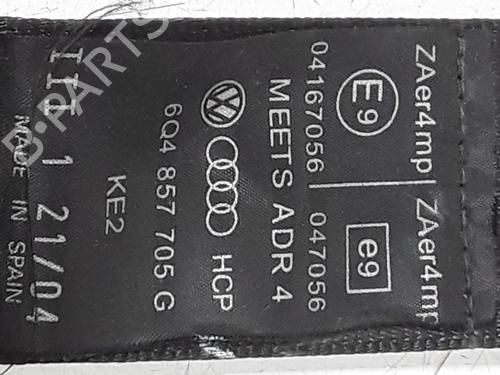 ZAer4mp ZAer4mp
E9 e9
04167056 047056
MEETS ADR 4
HCP
6Q4 857 705 G
KE2
1 21/04
MADE IN SPAIN
B-PARTS